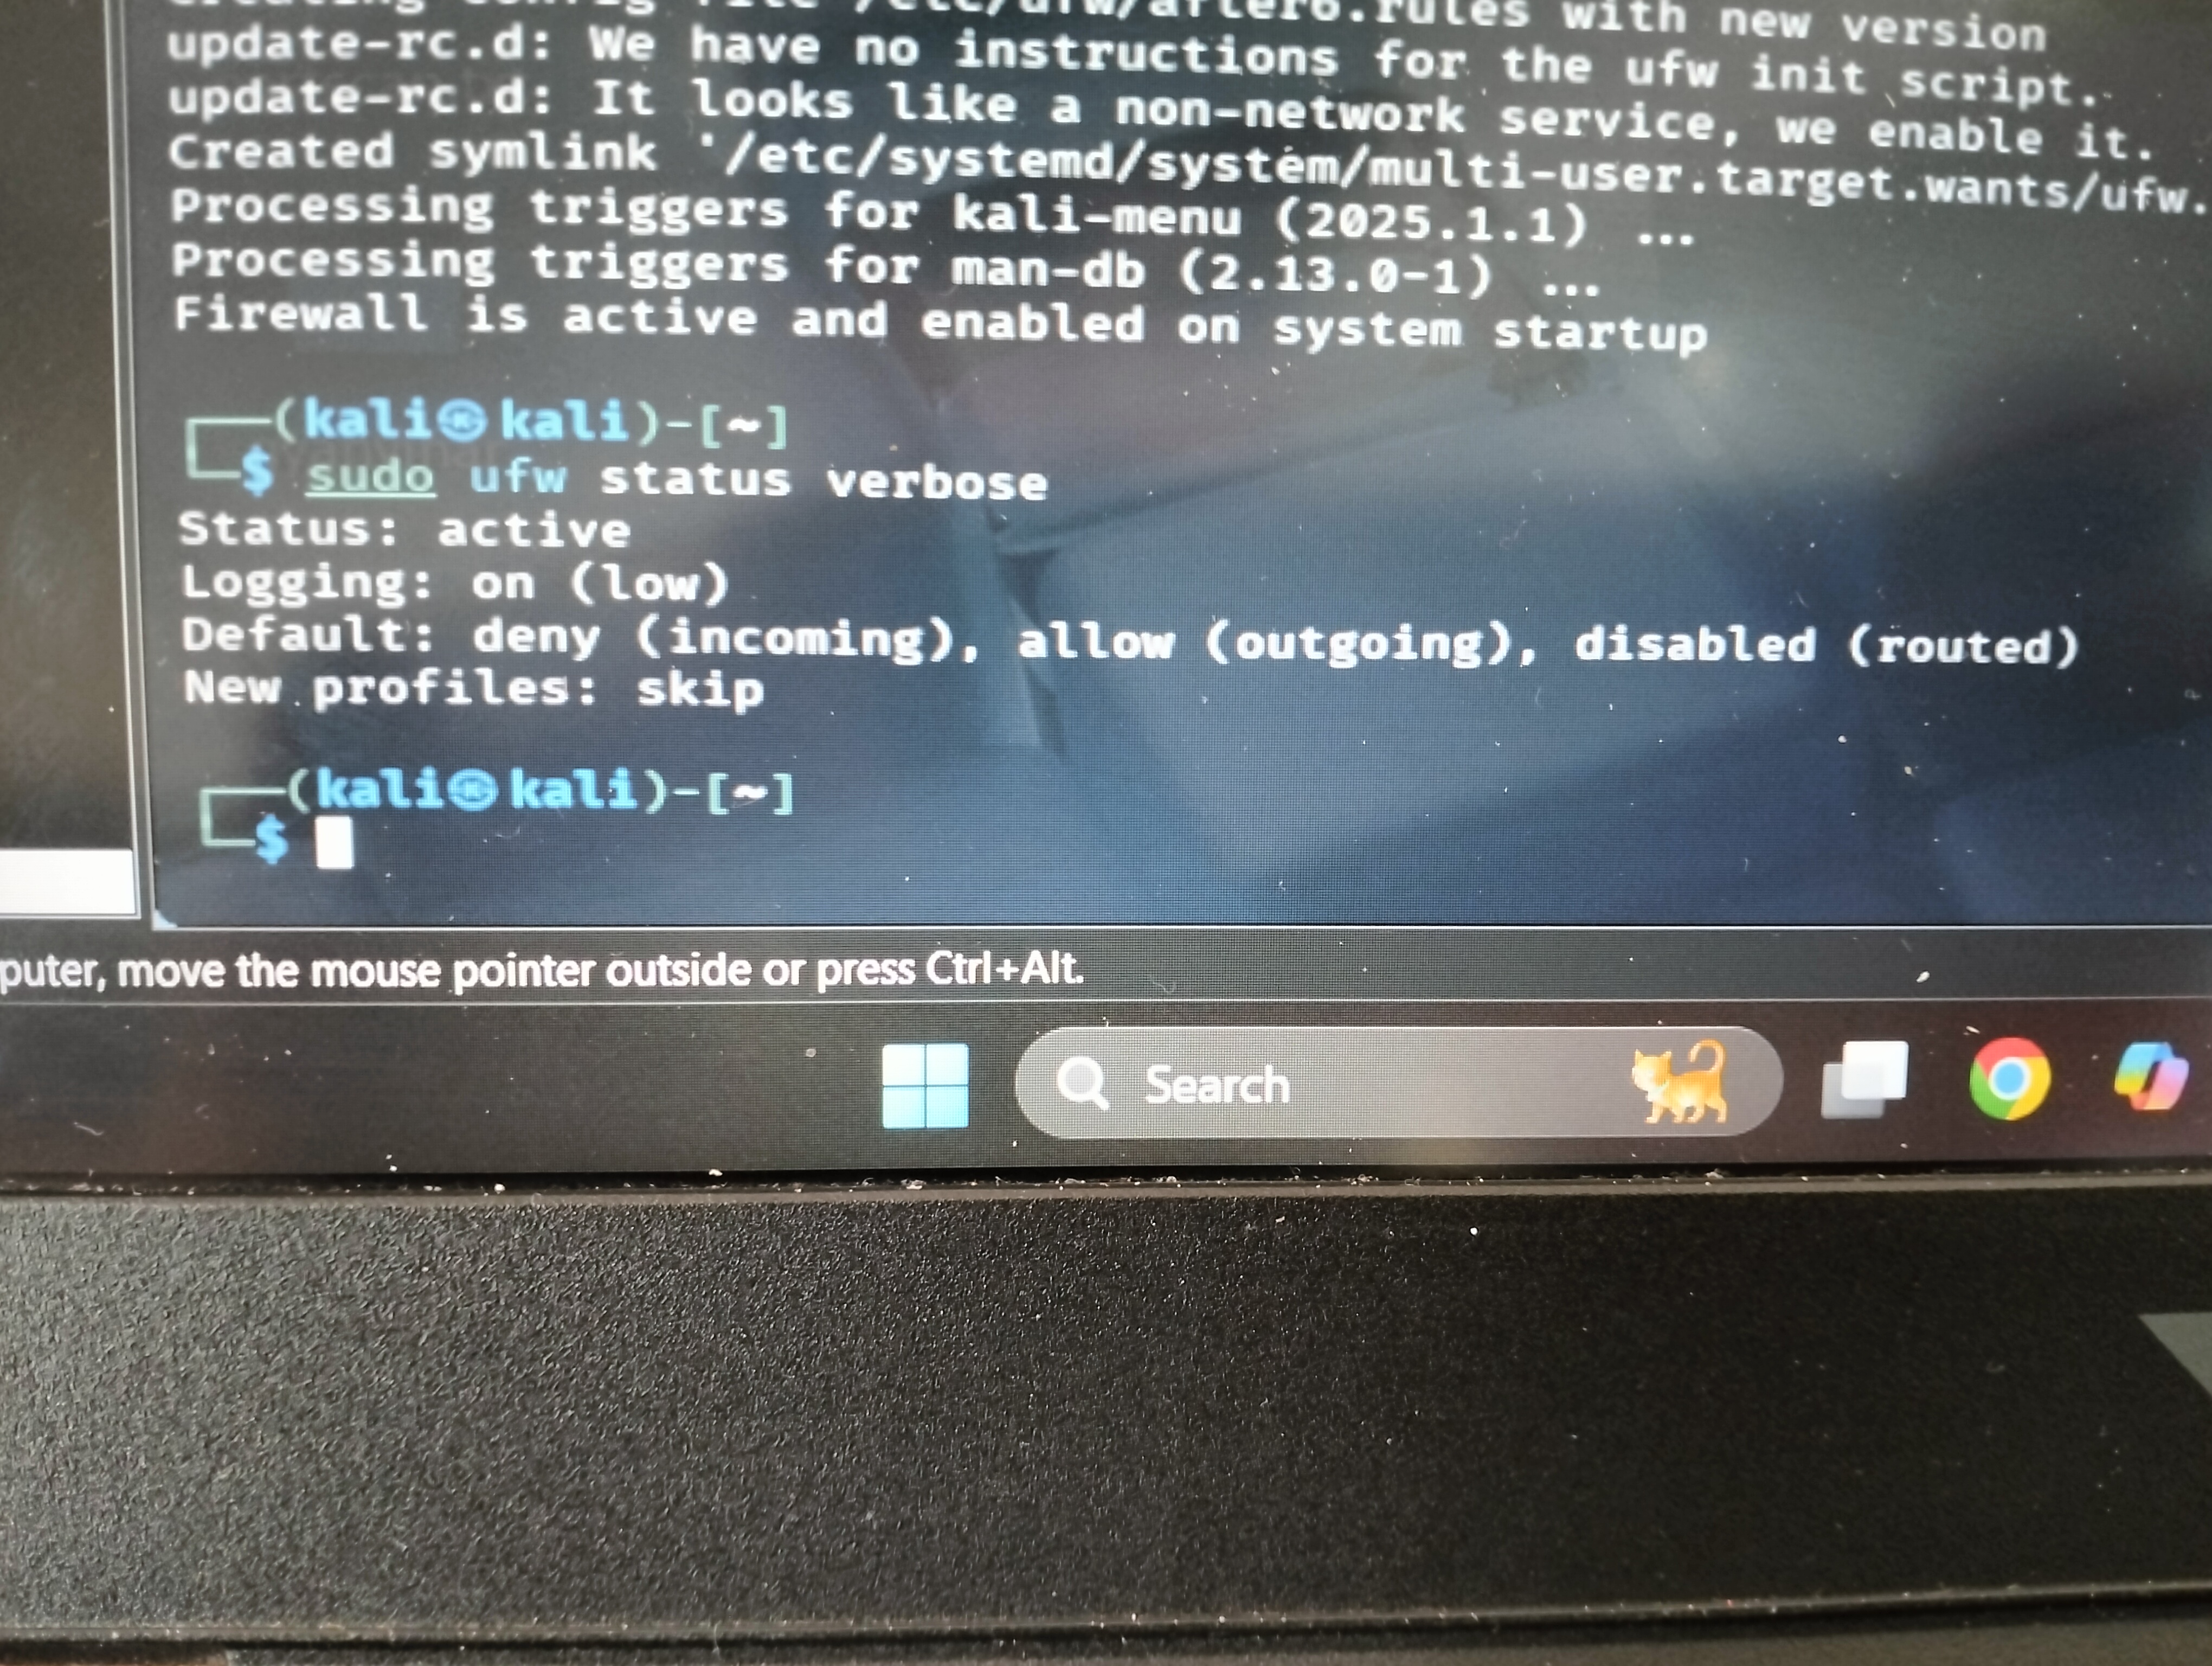 Creating config file /etc/ufw/after6.rules with new version
update-rc.d: We have no instructions for the ufw init script.
update-rc.d: It looks like a non-network service, we enable it.
Created symlink '/etc/systemd/system/multi-user.target.wants/ufw.
Processing triggers for kali-menu (2025.1.1) ...
Processing triggers for man-db (2.13.0-1) ...
Firewall is active and enabled on system startup
┌──(kali㉿kali)-[~]
└─$ sudo ufw status verbose
Status: active
Logging: on (low)
Default: deny (incoming), allow (outgoing), disabled (routed)
New profiles: skip
┌──(kali㉿kali)-[~]
└─$
puter, move the mouse pointer outside or press Ctrl+Alt.
Search